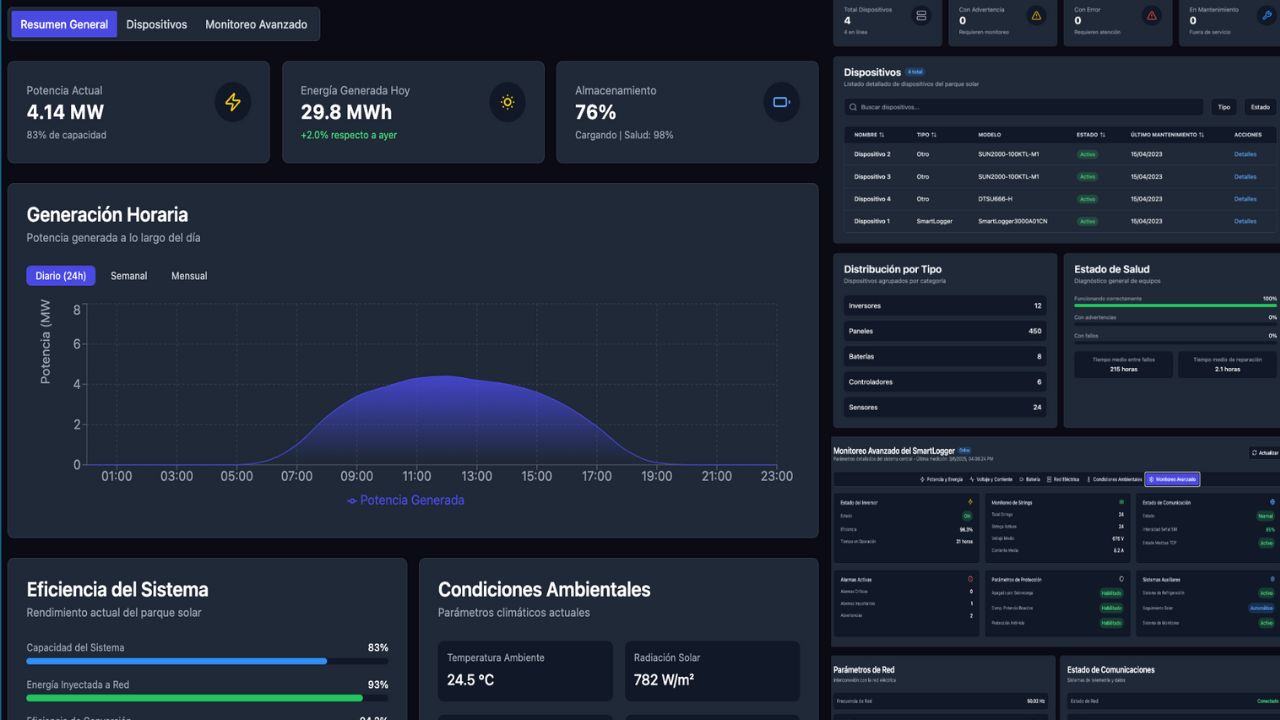 Resumen General
Dispositivos
Monitoreo Avanzado
Potencia Actual
4.14 MW
83% de capacidad
Energía Generada Hoy
29.8 MWh
+2.0% respecto a ayer
Almacenamiento
76%
Cargando | Salud: 98%
Generación Horaria
Potencia generada a lo largo del día
Diario (24h)
Semanal
Mensual
Potencia (MW
8
6
4
2
0
01:00 03:00 05:00 07:00 09:00 11:00 13:00 15:00 17:00 19:00 21:00 23:00
Potencia Generada
Eficiencia del Sistema
Rendimiento actual del parque solar
Capacidad del Sistema 83%
Energía Inyectada a Red 93%
Condiciones Ambientales
Parámetros climáticos actuales
Temperatura Ambiente
24.5 ºC
Radiación Solar
782 W/m²
Total Dispositivos
4
4 en línea
Con Advertencia
0
Requieren monitoreo
Con Error
0
Requieren atención
En Mantenimiento
0
Fuera de servicio
Dispositivos 4 total
Listado detallado de dispositivos del parque solar
Buscar dispositivos...
Tipo
Estado
NOMBRE TIPO MODELO ESTADO ÚLTIMO MANTENIMIENTO ACCIONES
Dispositivo 2 Otro SUN2000-100KTL-M1 Activo 15/04/2023 Detalles
Dispositivo 3 Otro SUN2000-100KTL-M1 Activo 15/04/2023 Detalles
Dispositivo 4 Otro DTSU666-H Activo 15/04/2023 Detalles
Dispositivo 1 SmartLogger SmartLogger3000A01CN Activo 15/04/2023 Detalles
Distribución por Tipo
Dispositivos agrupados por categoría
Inversores 12
Paneles 450
Baterías 8
Controladores 6
Sensores 24
Estado de Salud
Diagnóstico general de equipos
Funcionando correctamente 100%
Con advertencias 0%
Con fallos 0%
Tiempo medio entre fallos
215 horas
Tiempo medio de reparación
2.1 horas
Monitoreo Avanzado del SmartLogger Online
Parámetros detallados del sistema central - Última medición:
Actualizar
Potencia y Energía
Voltaje y Corriente
Batería
Red Eléctrica
Condiciones Ambientales
Monitoreo Avanzado
Estado del Inversor
Estado On
Eficiencia 96.3%
Tiempo en Operación 21 horas
Monitoreo de Strings
Total Strings 24
Strings Activos 24
Voltaje Medio 676 V
Corriente Media 8.2 A
Estado de Comunicación
Estado Normal
Intensidad Señal 85%
Estado Modbus TCP Activo
Alarmas Activas
Alarmas Críticas 0
Alarmas Importantes 1
Advertencias 2
Parámetros de Protección
Apagado por Sobrecarga Habilitado
Comp. Potencia Reactiva Habilitado
Protección Anti-Isla Habilitado
Sistemas Auxiliares
Sistema de Refrigeración Activo
Seguimiento Solar Automático
Sistema de Monitoreo Activo
Parámetros de Red
Interconexión con la red eléctrica
Frecuencia de Red 50.02 Hz
Estado de Comunicaciones
Sistemas de telemetría y datos
Estado de Red Conectado